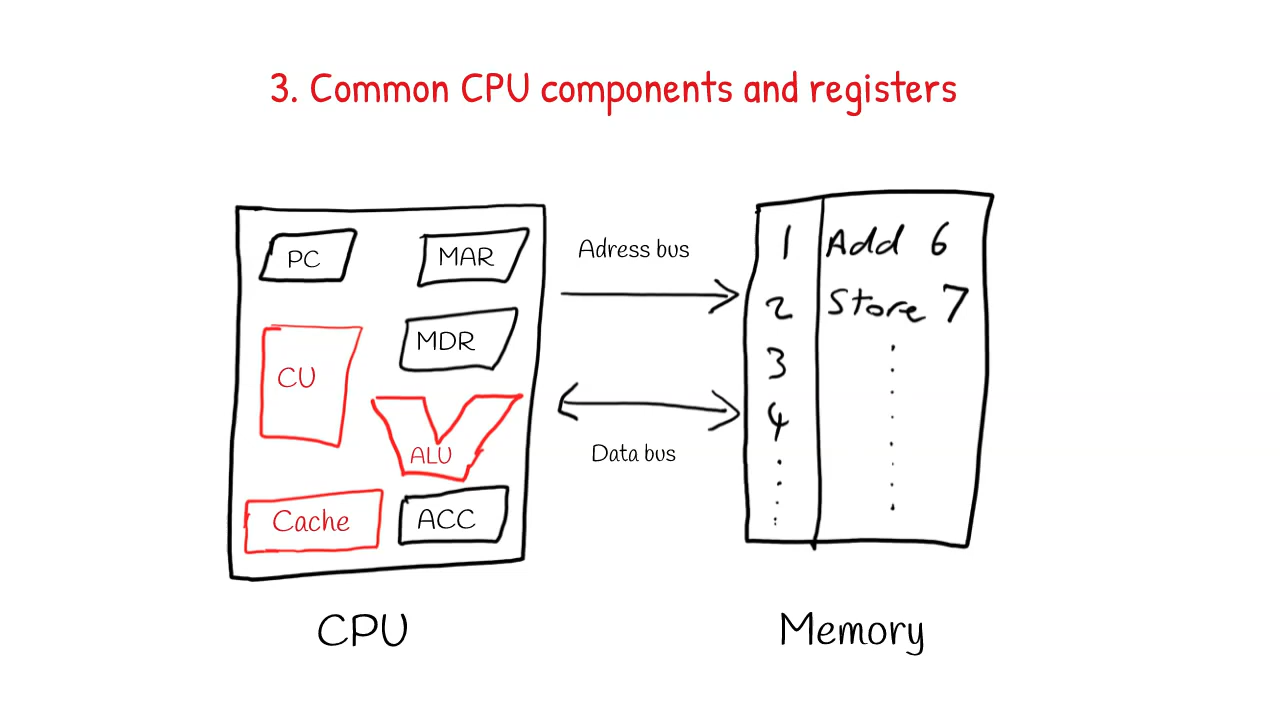 3. Common CPU components and registers
PC
MAR
MDR
CU
ALU
Cache
ACC
CPU
Adress bus
Data bus
1 Add 6
2 Store 7
3
4
Memory